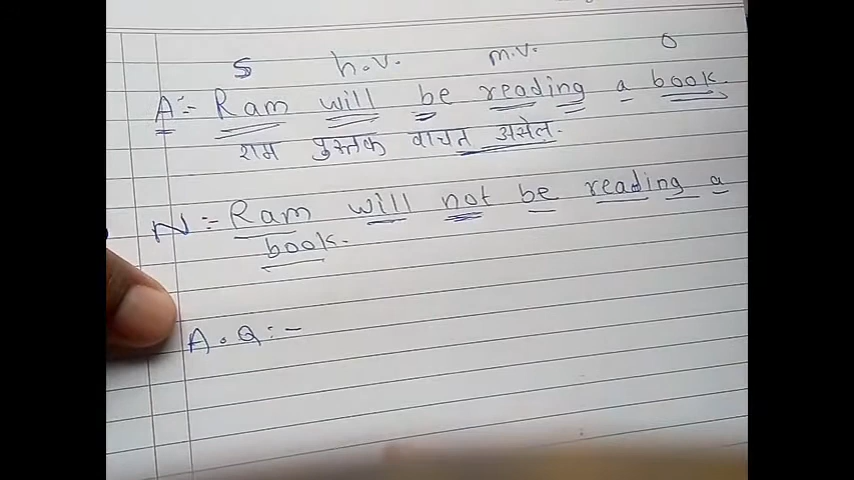 S h.v. m.v. O
A:- Ram will be reading a book.
राम पुस्तक वाचत असेल.
N:- Ram will not be reading a
book.
A.Q:-